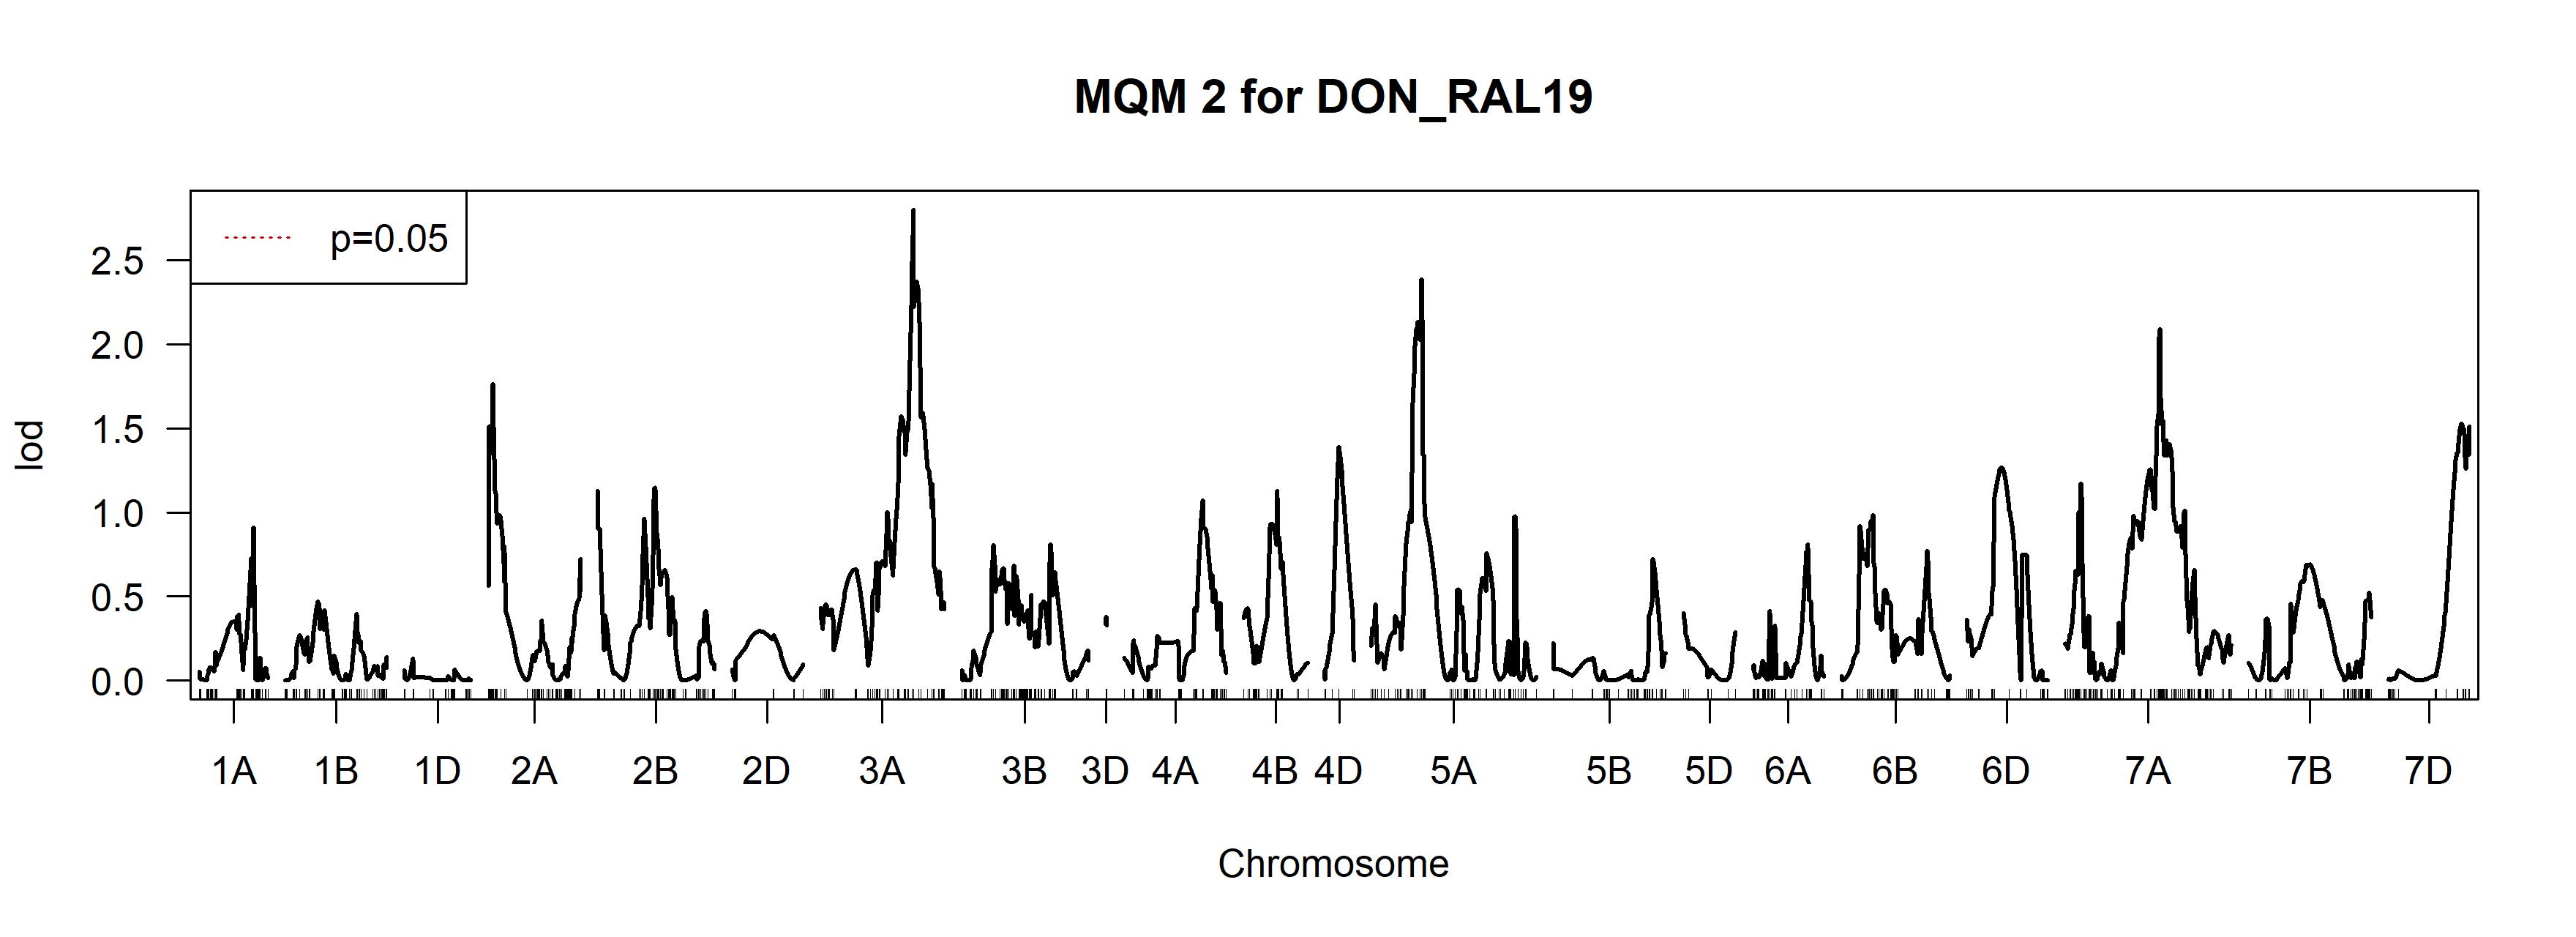 MQM 2 for DON_RAL19
p=0.05
2.5
2.0
1.5
1.0
0.5
0.0
lod
1A 1B 1D 2A 2B 2D 3A 3B 3D 4A 4B 4D 5A 5B 5D 6A 6B 6D 7A 7B 7D
Chromosome